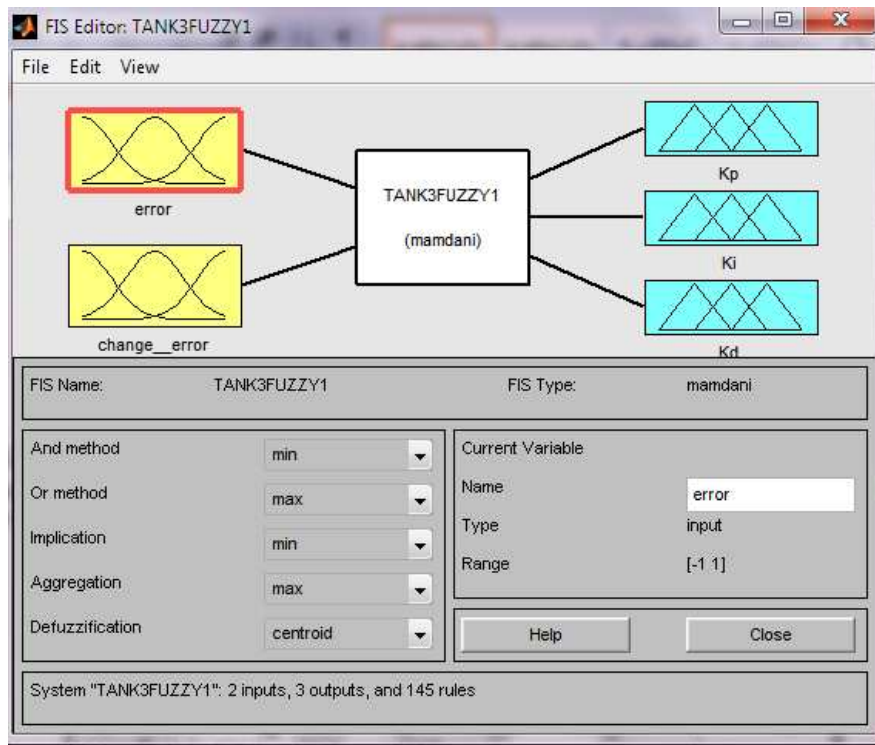 FIS Editor: TANK3FUZZY1
File Edit View
error
change__error
TANK3FUZZY1
(mamdani)
Kp
Ki
Kd
FIS Name: TANK3FUZZY1 FIS Type: mamdani
And method min
Or method max
Implication min
Aggregation max
Defuzzification centroid
Current Variable
Name error
Type input
Range [-1 1]
Help Close
System "TANK3FUZZY1": 2 inputs, 3 outputs, and 145 rules